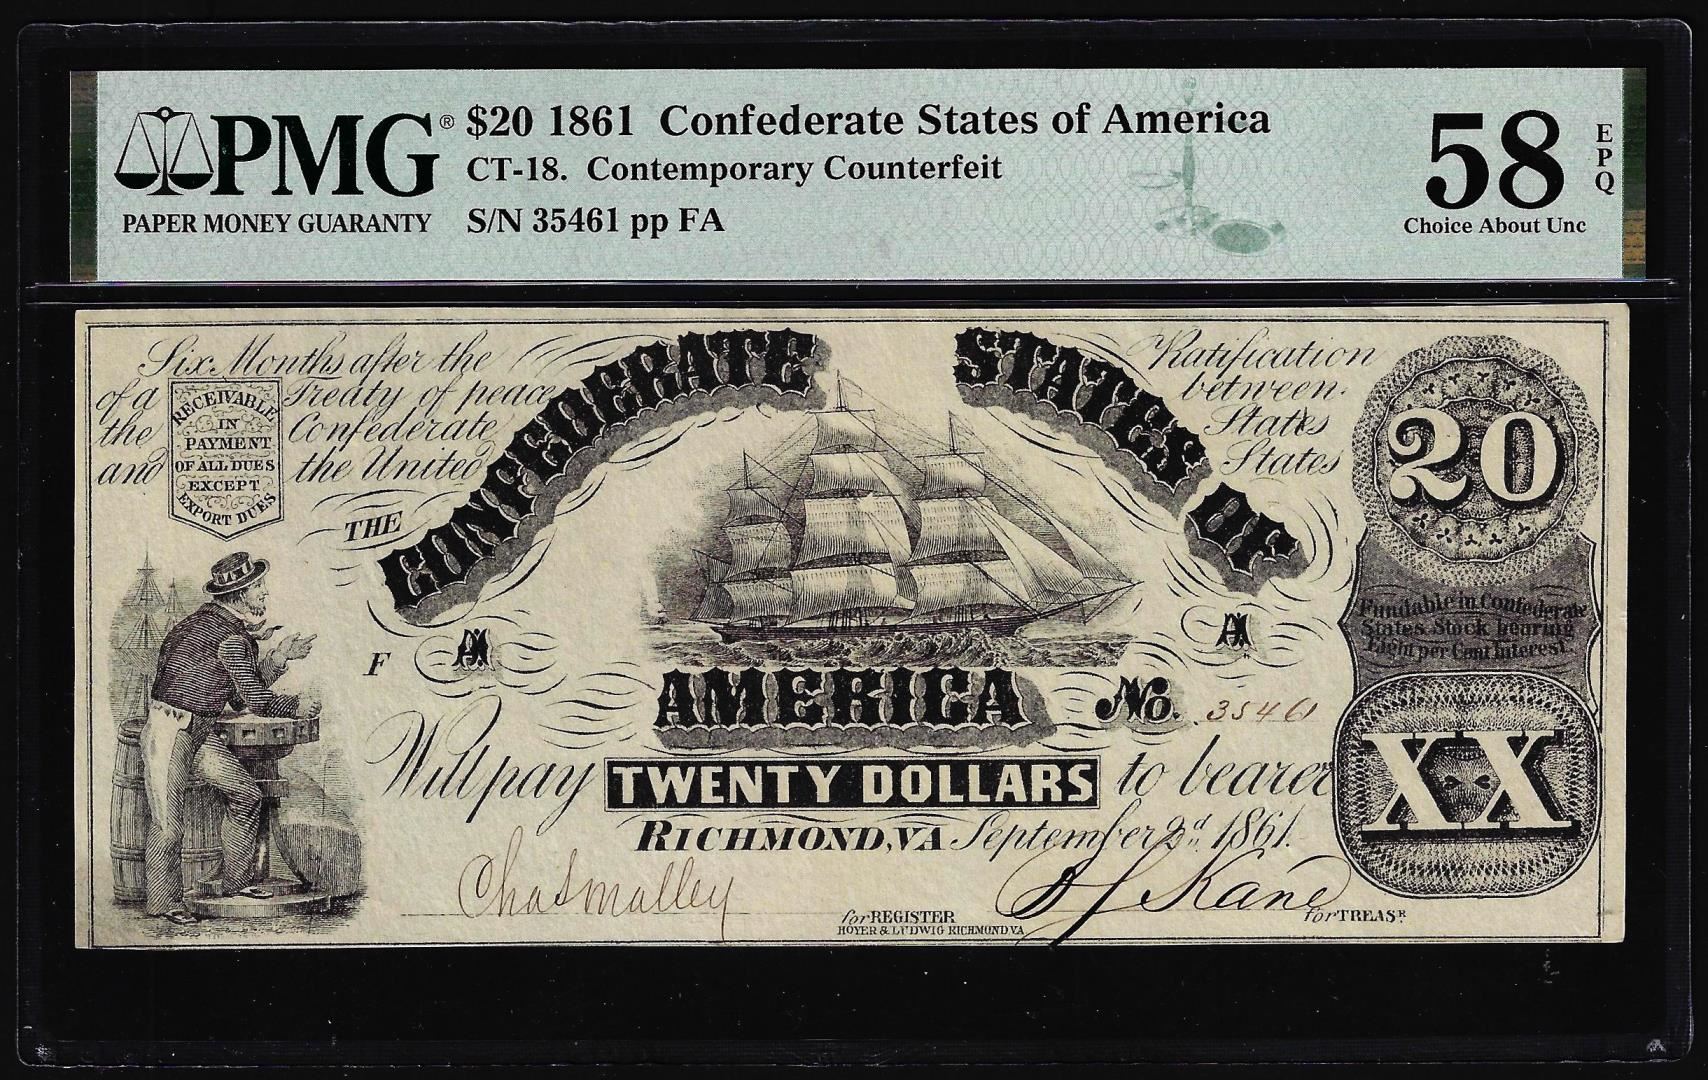 PMG®
PAPER MONEY GUARANTY
$20 1861 Confederate States of America
CT-18. Contemporary Counterfeit
S/N 35461 pp FA
58
EPQ
Choice About Unc
Six Months after the Ratification
of a Treaty of peace between
the Confederate States
and the United States
RECEIVABLE
IN
PAYMENT
OF ALL DUES
EXCEPT
EXPORT DUES
THE
CONFEDERATE STATES OF
AMERICA
F
A
A
No. 35461
20
Fundable in Confederate
States Stock bearing
Eight per Cent Interest.
XX
Will pay TWENTY DOLLARS to bearer
RICHMOND, VA September 2d 1861.
Chas malley
for REGISTER
HOYER & LUDWIG RICHMOND VA
Kane
for TREASR